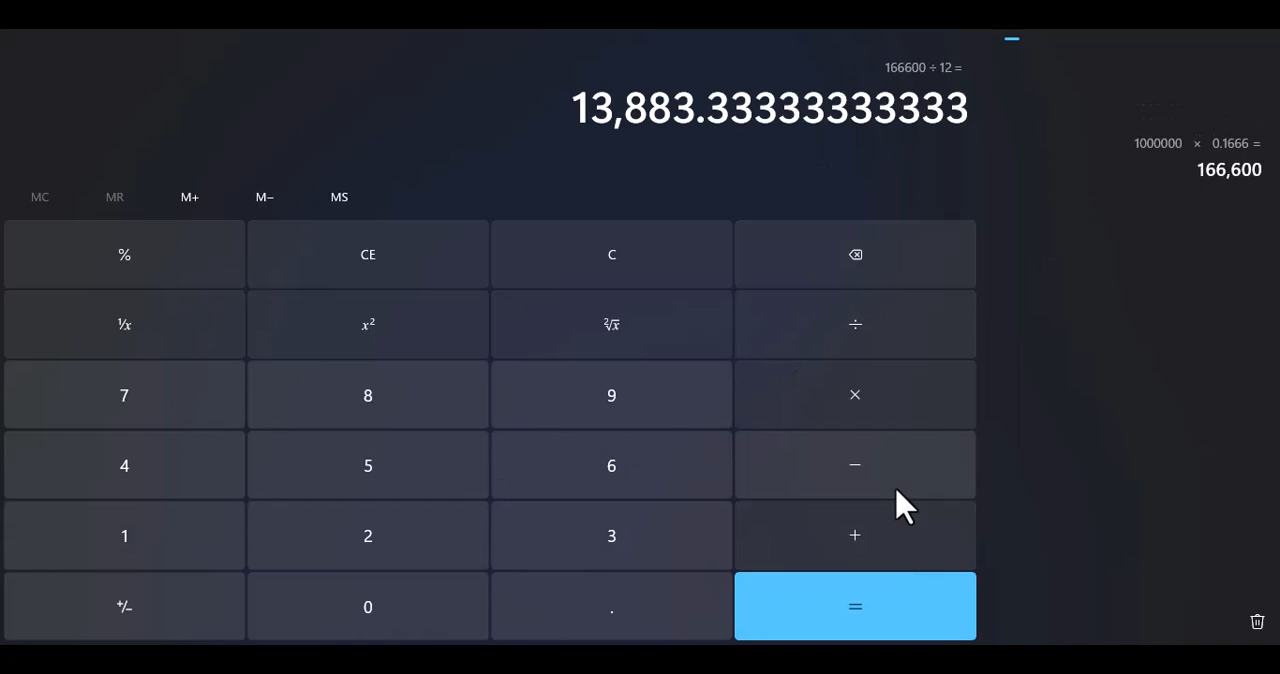 166600 ÷ 12 =
13,883.33333333333
1000000 × 0.1666 =
166,600
MC MR M+ M− MS
% CE C ⌫
¹/x x² ²√x ÷
7 8 9 ×
4 5 6 −
1 2 3 +
+/− 0 . =